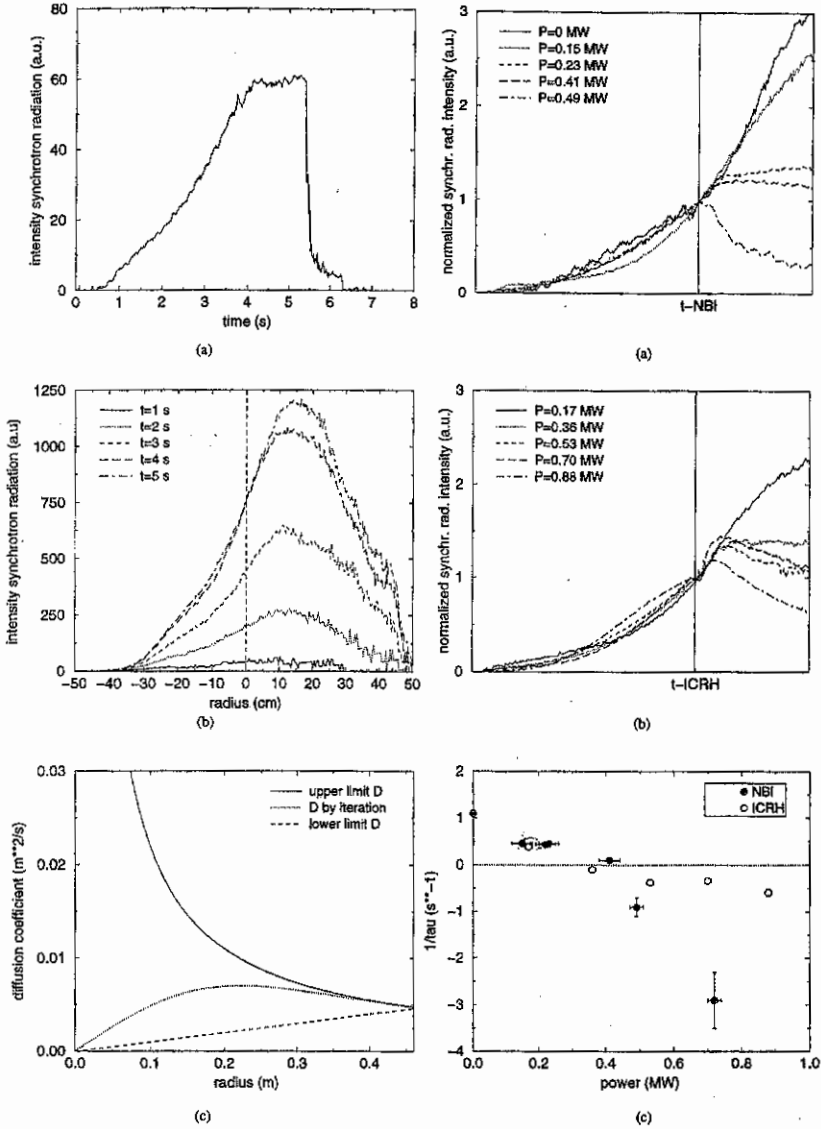 80
60
40
20
0
0 1 2 3 4 5 6 7 8
intensity synchrotron radiation (a.u.)
time (s)
(a)
3
2
1
0
normalized synchr. rad. intensity (a.u.)
P=0 MW
P=0.15 MW
P=0.23 MW
P=0.41 MW
P=0.49 MW
t-NBI
(a)
1250
1000
750
500
250
0
-50 -40 -30 -20 -10 0 10 20 30 40 50
intensity synchrotron radiation (a.u)
t=1 s
t=2 s
t=3 s
t=4 s
t=5 s
radius (cm)
(b)
3
2
1
0
normalized synchr. rad. intensity (a.u.)
P=0.17 MW
P=0.36 MW
P=0.53 MW
P=0.70 MW
P=0.88 MW
t-ICRH
(b)
0.03
0.02
0.01
0.00
0.0 0.1 0.2 0.3 0.4
diffusion coefficient (m**2/s)
upper limit D
D by iteration
lower limit D
radius (m)
(c)
2
1
0
-1
-2
-3
-4
0.0 0.2 0.4 0.6 0.8 1.0
1/tau (s**-1)
NBI
ICRH
power (MW)
(c)